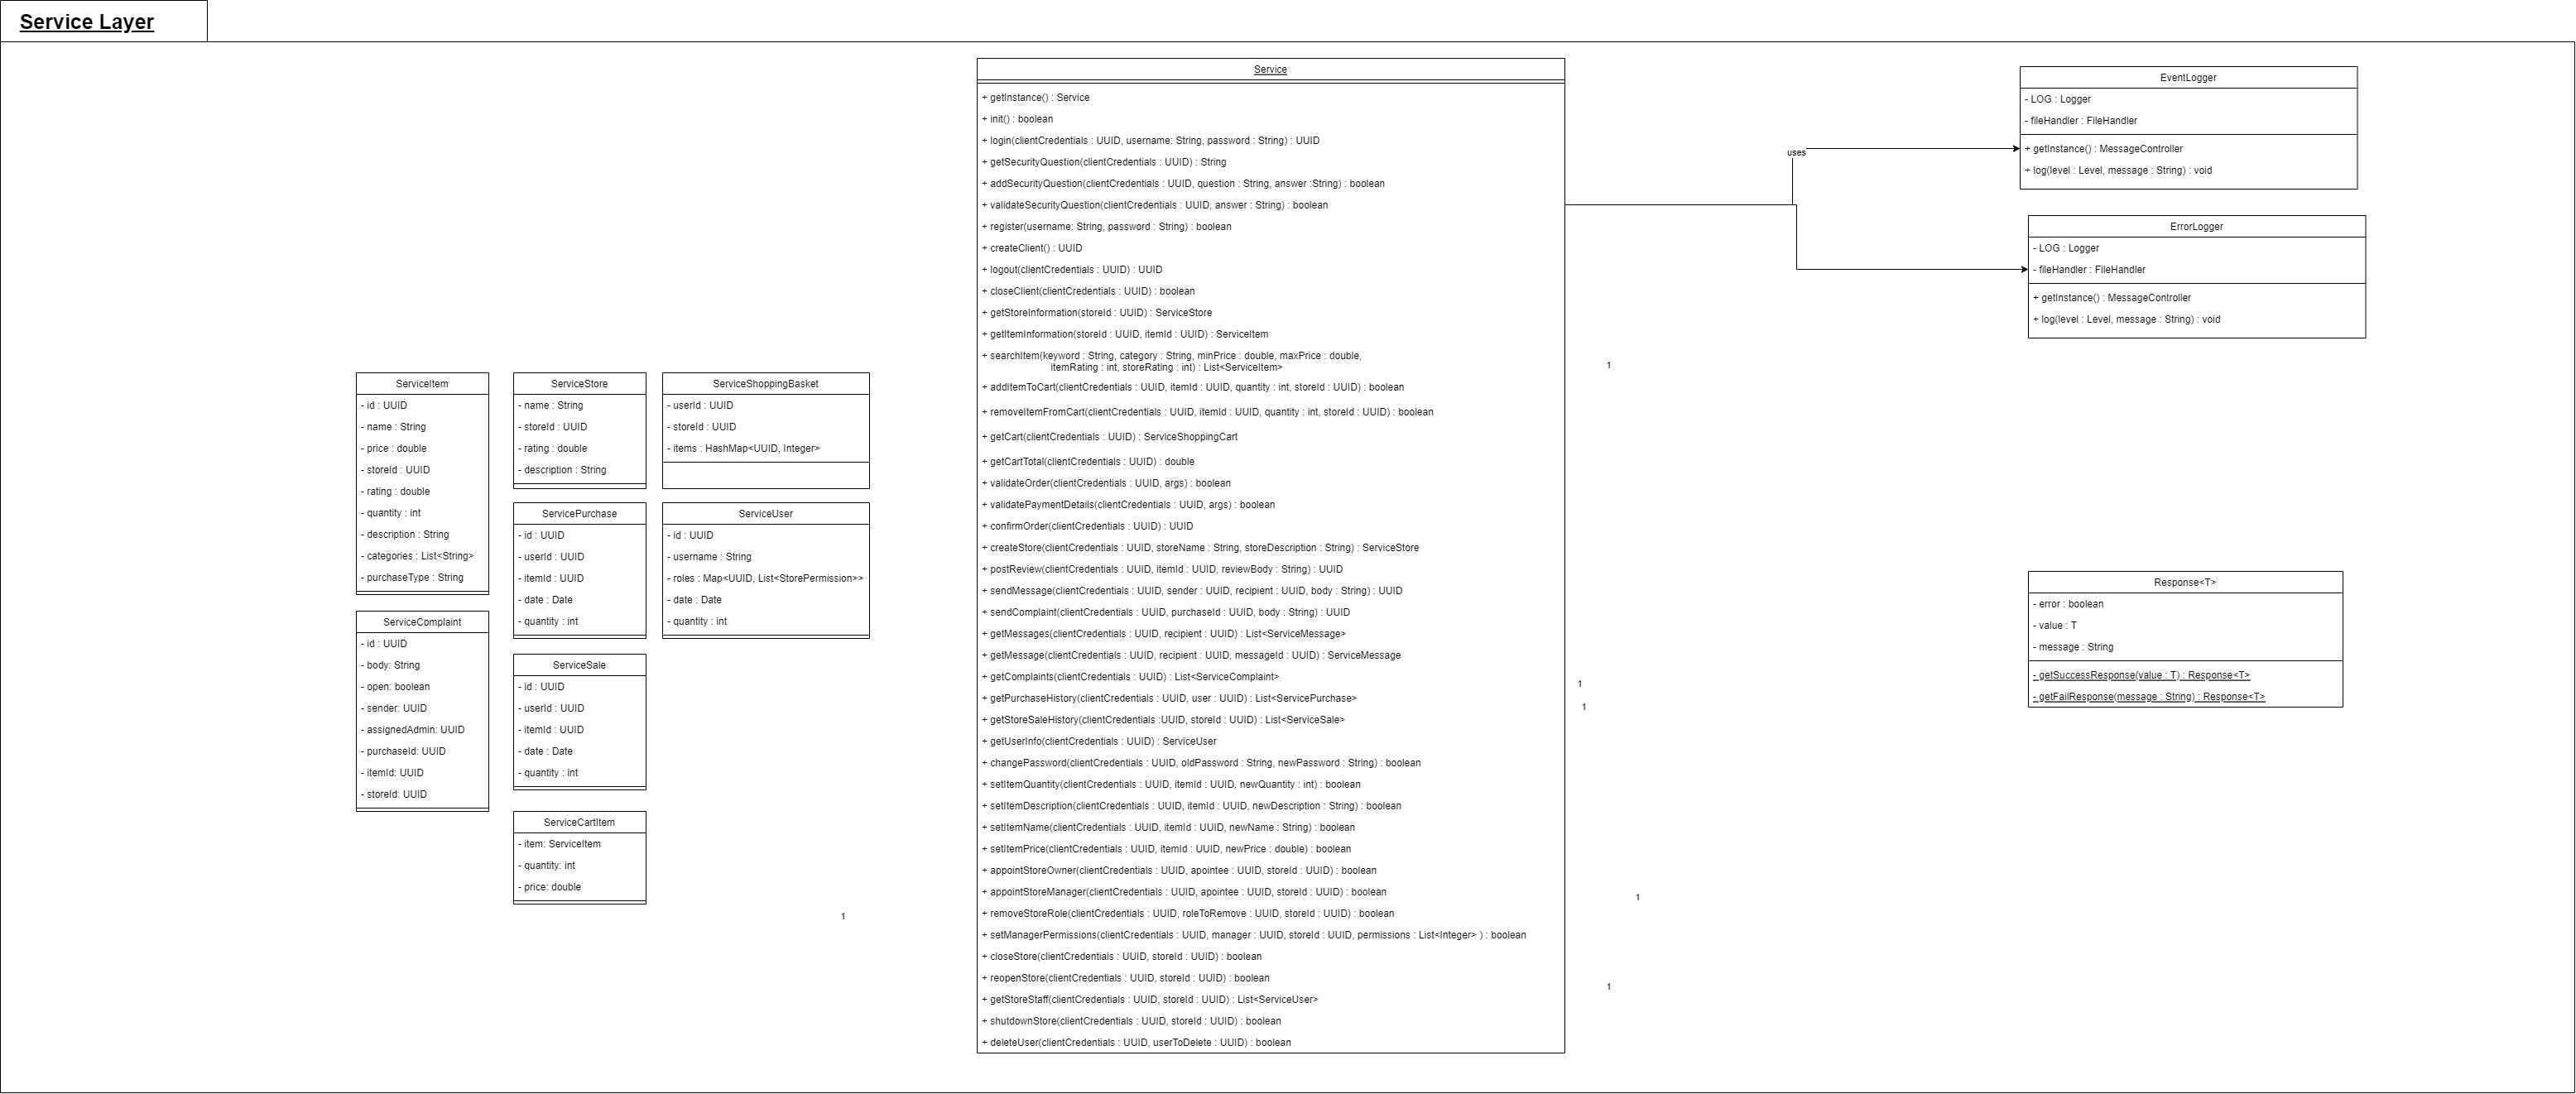 Service Layer
Service
+ getInstance() : Service
+ init() : boolean
+ login(clientCredentials : UUID, username: String, password : String) : UUID
+ getSecurityQuestion(clientCredentials : UUID) : String
+ addSecurityQuestion(clientCredentials : UUID, question : String, answer :String) : boolean
+ validateSecurityQuestion(clientCredentials : UUID, answer : String) : boolean
+ register(username: String, password : String) : boolean
+ createClient() : UUID
+ logout(clientCredentials : UUID) : UUID
+ closeClient(clientCredentials : UUID) : boolean
+ getStoreInformation(storeId : UUID) : ServiceStore
+ getItemInformation(storeId : UUID, itemId : UUID) : ServiceItem
+ searchItem(keyword : String, category : String, minPrice : double, maxPrice : double,
itemRating : int, storeRating : int) : List<ServiceItem>
+ addItemToCart(clientCredentials : UUID, itemId : UUID, quantity : int, storeId : UUID) : boolean
+ removeItemFromCart(clientCredentials : UUID, itemId : UUID, quantity : int, storeId : UUID) : boolean
+ getCart(clientCredentials : UUID) : ServiceShoppingCart
+ getCartTotal(clientCredentials : UUID) : double
+ validateOrder(clientCredentials : UUID, args) : boolean
+ validatePaymentDetails(clientCredentials : UUID, args) : boolean
+ confirmOrder(clientCredentials : UUID) : UUID
+ createStore(clientCredentials : UUID, storeName : String, storeDescription : String) : ServiceStore
+ postReview(clientCredentials : UUID, itemId : UUID, reviewBody : String) : UUID
+ sendMessage(clientCredentials : UUID, sender : UUID, recipient : UUID, body : String) : UUID
+ sendComplaint(clientCredentials : UUID, purchaseId : UUID, body : String) : UUID
+ getMessages(clientCredentials : UUID, recipient : UUID) : List<ServiceMessage>
+ getMessage(clientCredentials : UUID, recipient : UUID, messageId : UUID) : ServiceMessage
+ getComplaints(clientCredentials : UUID) : List<ServiceComplaint>
+ getPurchaseHistory(clientCredentials : UUID, user : UUID) : List<ServicePurchase>
+ getStoreSaleHistory(clientCredentials :UUID, storeId : UUID) : List<ServiceSale>
+ getUserInfo(clientCredentials : UUID) : ServiceUser
+ changePassword(clientCredentials : UUID, oldPassword : String, newPassword : String) : boolean
+ setItemQuantity(clientCredentials : UUID, itemId : UUID, newQuantity : int) : boolean
+ setItemDescription(clientCredentials : UUID, itemId : UUID, newDescription : String) : boolean
+ setItemName(clientCredentials : UUID, itemId : UUID, newName : String) : boolean
+ setItemPrice(clientCredentials : UUID, itemId : UUID, newPrice : double) : boolean
+ appointStoreOwner(clientCredentials : UUID, apointee : UUID, storeId : UUID) : boolean
+ appointStoreManager(clientCredentials : UUID, apointee : UUID, storeId : UUID) : boolean
+ removeStoreRole(clientCredentials : UUID, roleToRemove : UUID, storeId : UUID) : boolean
+ setManagerPermissions(clientCredentials : UUID, manager : UUID, storeId : UUID, permissions : List<Integer> ) : boolean
+ closeStore(clientCredentials : UUID, storeId : UUID) : boolean
+ reopenStore(clientCredentials : UUID, storeId : UUID) : boolean
+ getStoreStaff(clientCredentials : UUID, storeId : UUID) : List<ServiceUser>
+ shutdownStore(clientCredentials : UUID, storeId : UUID) : boolean
+ deleteUser(clientCredentials : UUID, userToDelete : UUID) : boolean
uses
EventLogger
- LOG : Logger
- fileHandler : FileHandler
+ getInstance() : MessageController
+ log(level : Level, message : String) : void
ErrorLogger
- LOG : Logger
- fileHandler : FileHandler
+ getInstance() : MessageController
+ log(level : Level, message : String) : void
ServiceItem
- id : UUID
- name : String
- price : double
- storeId : UUID
- rating : double
- quantity : int
- description : String
- categories : List<String>
- purchaseType : String
ServiceStore
- name : String
- storeId : UUID
- rating : double
- description : String
ServiceShoppingBasket
- userId : UUID
- storeId : UUID
- items : HashMap<UUID, Integer>
ServicePurchase
- id : UUID
- userId : UUID
- itemId : UUID
- date : Date
- quantity : int
ServiceUser
- id : UUID
- username : String
- roles : Map<UUID, List<StorePermission>>
- date : Date
- quantity : int
ServiceComplaint
- id : UUID
- body: String
- open: boolean
- sender: UUID
- assignedAdmin: UUID
- purchaseId: UUID
- itemId: UUID
- storeId: UUID
ServiceSale
- id : UUID
- userId : UUID
- itemId : UUID
- date : Date
- quantity : int
ServiceCartItem
- item: ServiceItem
- quantity: int
- price: double
Response<T>
- error : boolean
- value : T
- message : String
- getSuccessResponse(value : T) : Response<T>
- getFailResponse(message : String) : Response<T>
1
1
1
1
1
1